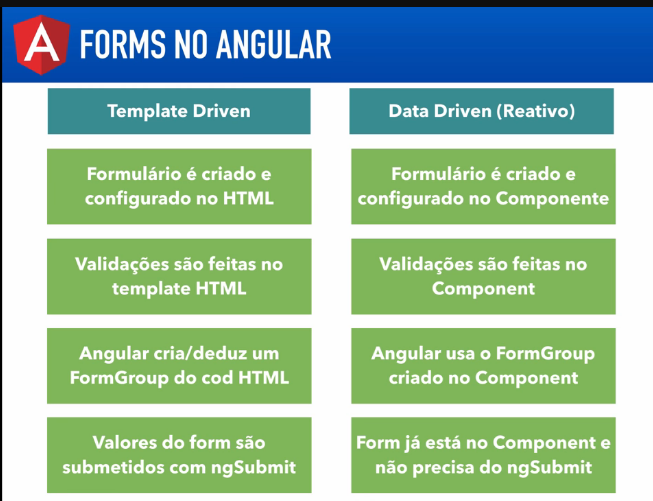 FORMS NO ANGULAR
Template Driven
Data Driven (Reativo)
Formulário é criado e
configurado no HTML
Formulário é criado e
configurado no Componente
Validações são feitas no
template HTML
Validações são feitas no
Component
Angular cria/deduz um
FormGroup do cod HTML
Angular usa o FormGroup
criado no Component
Valores do form são
submetidos com ngSubmit
Form já está no Component e
não precisa do ngSubmit